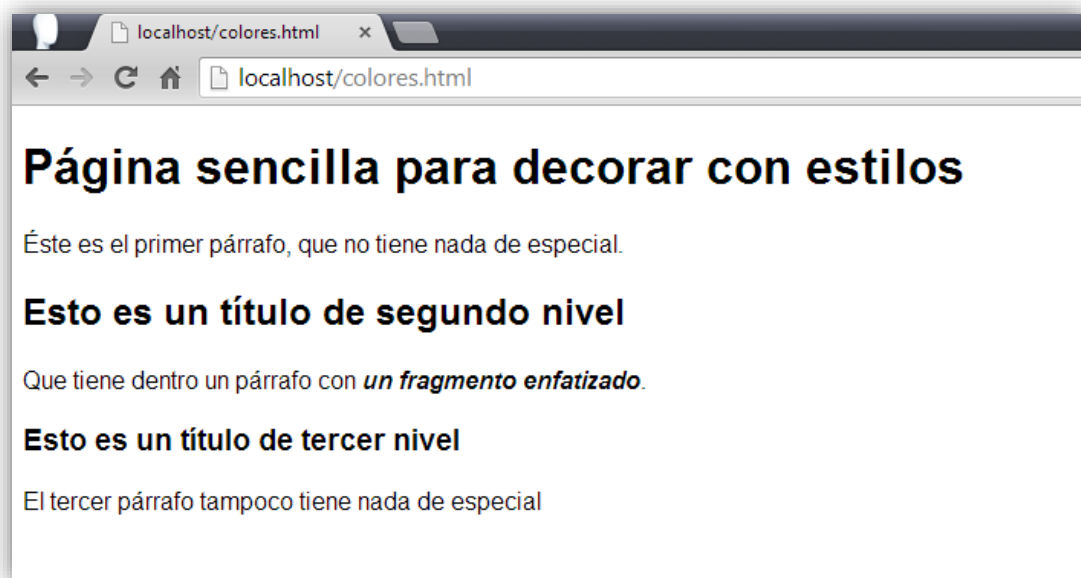 localhost/colores.html
localhost/colores.html
Página sencilla para decorar con estilos
Éste es el primer párrafo, que no tiene nada de especial.
Esto es un título de segundo nivel
Que tiene dentro un párrafo con un fragmento enfatizado.
Esto es un título de tercer nivel
El tercer párrafo tampoco tiene nada de especial